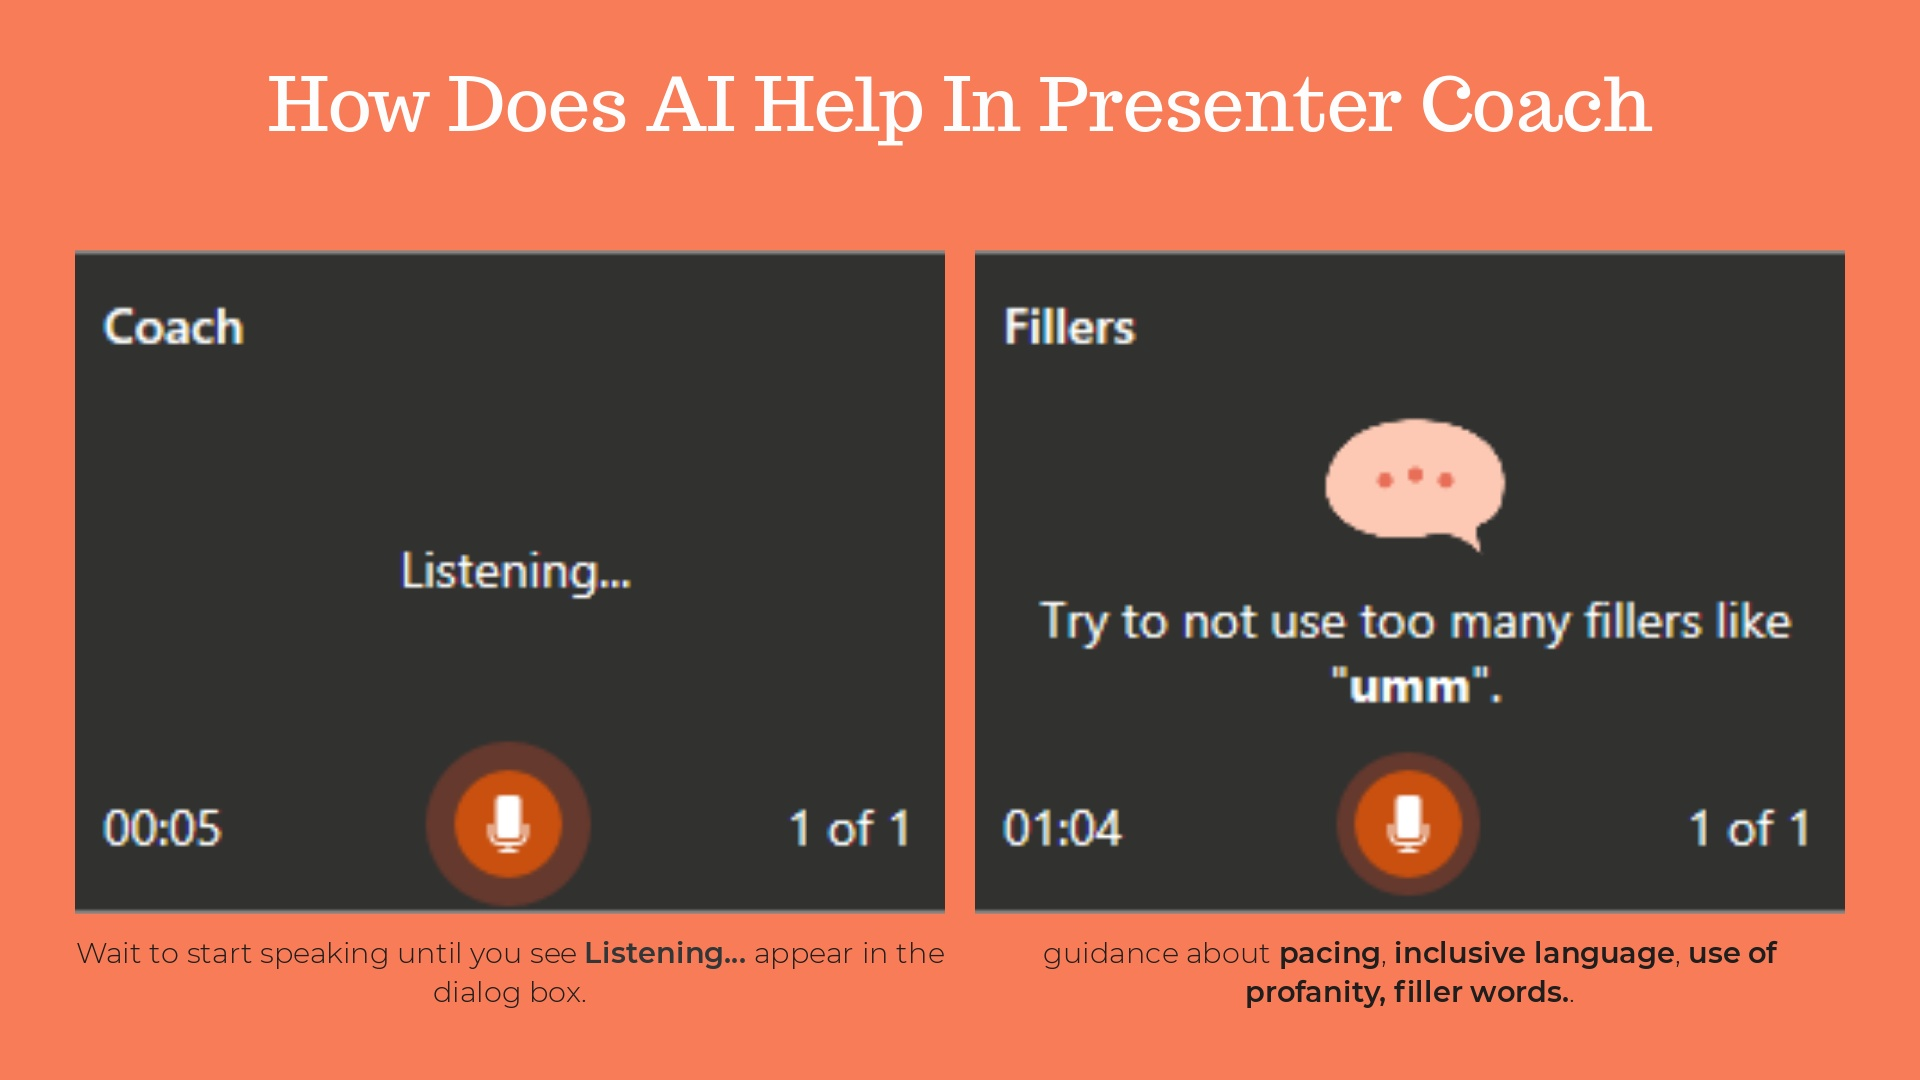 How Does AI Help In Presenter Coach
Coach
Listening...
00:05
1 of 1
Wait to start speaking until you see Listening... appear in the
dialog box.
Fillers
Try to not use too many fillers like
"umm".
01:04
1 of 1
guidance about pacing, inclusive language, use of
profanity, filler words..